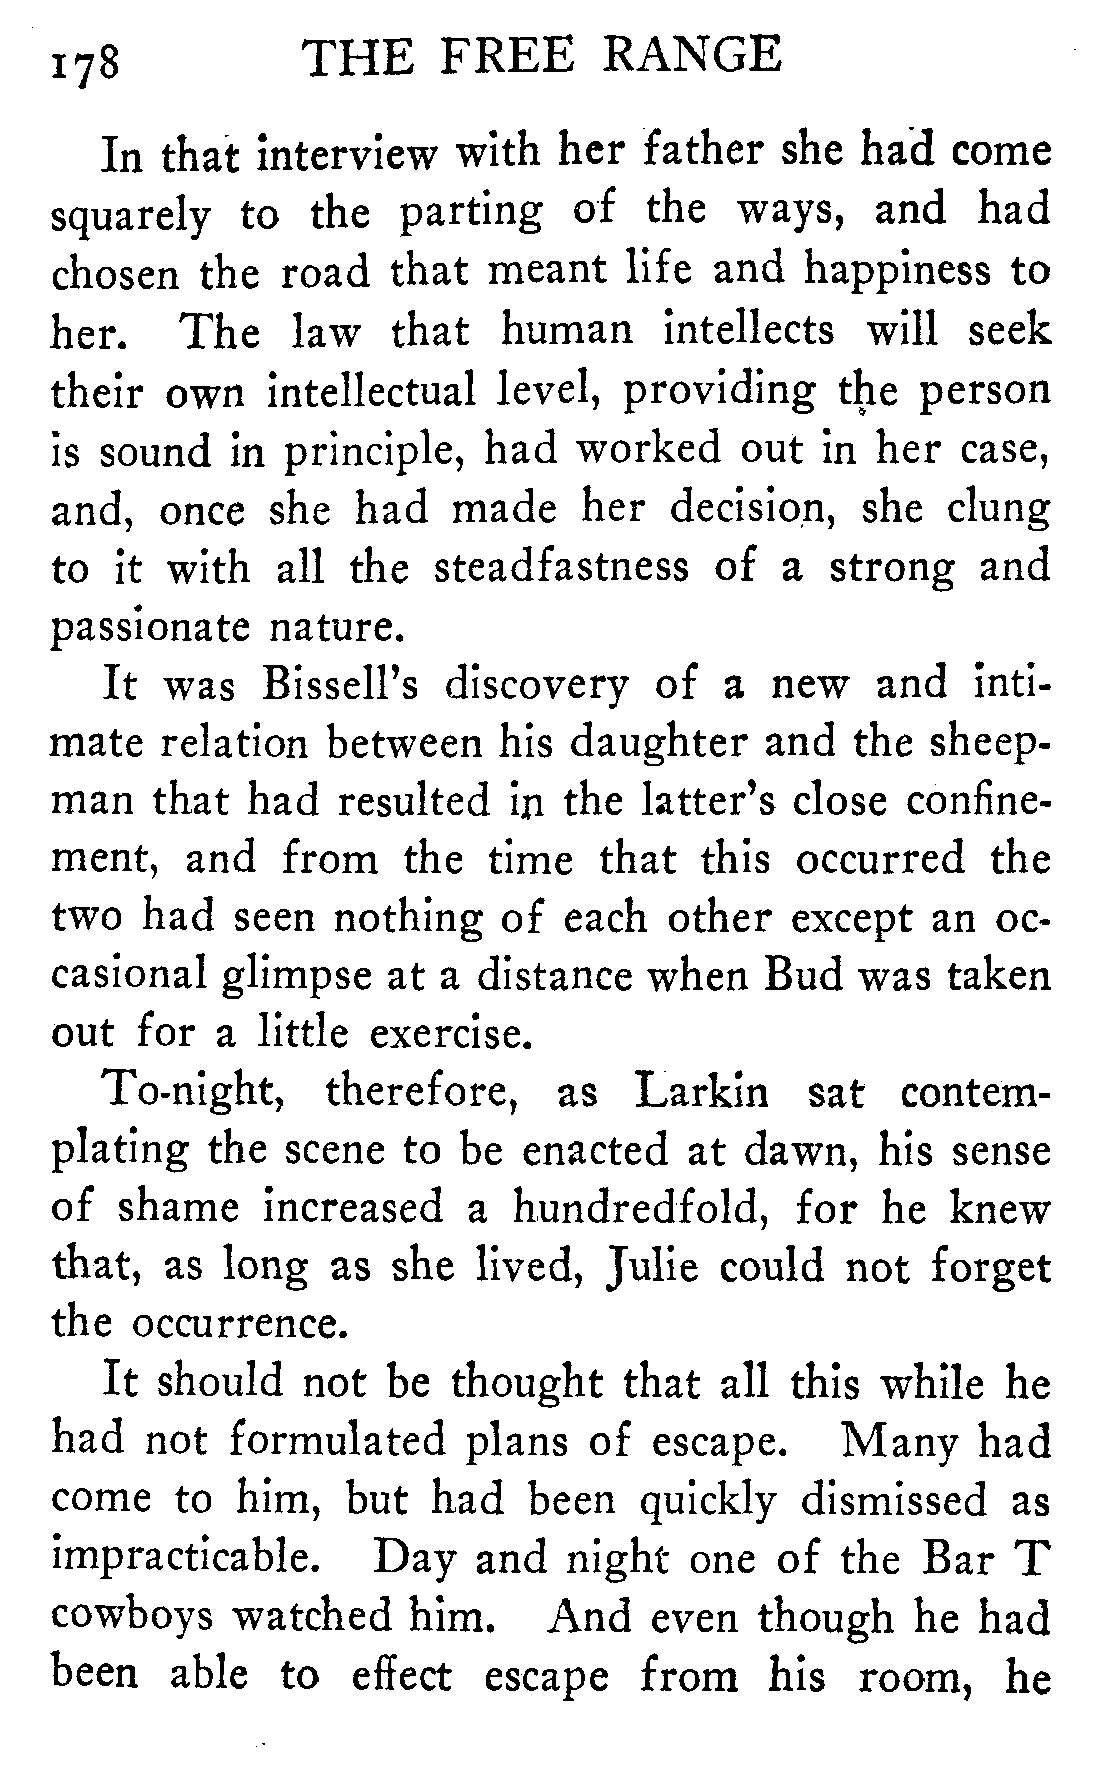 178 THE FREE RANGE
In that interview with her father she had come
squarely to the parting of the ways, and had
chosen the road that meant life and happiness to
her. The law that human intellects will seek
their own intellectual level, providing the person
is sound in principle, had worked out in her case,
and, once she had made her decision, she clung
to it with all the steadfastness of a strong and
passionate nature.
It was Bissell's discovery of a new and inti-
mate relation between his daughter and the sheep-
man that had resulted in the latter's close confine-
ment, and from the time that this occurred the
two had seen nothing of each other except an oc-
casional glimpse at a distance when Bud was taken
out for a little exercise.
To-night, therefore, as Larkin sat contem-
plating the scene to be enacted at dawn, his sense
of shame increased a hundredfold, for he knew
that, as long as she lived, Julie could not forget
the occurrence.
It should not be thought that all this while he
had not formulated plans of escape. Many had
come to him, but had been quickly dismissed as
impracticable. Day and night one of the Bar T
cowboys watched him. And even though he had
been able to effect escape from his room, he